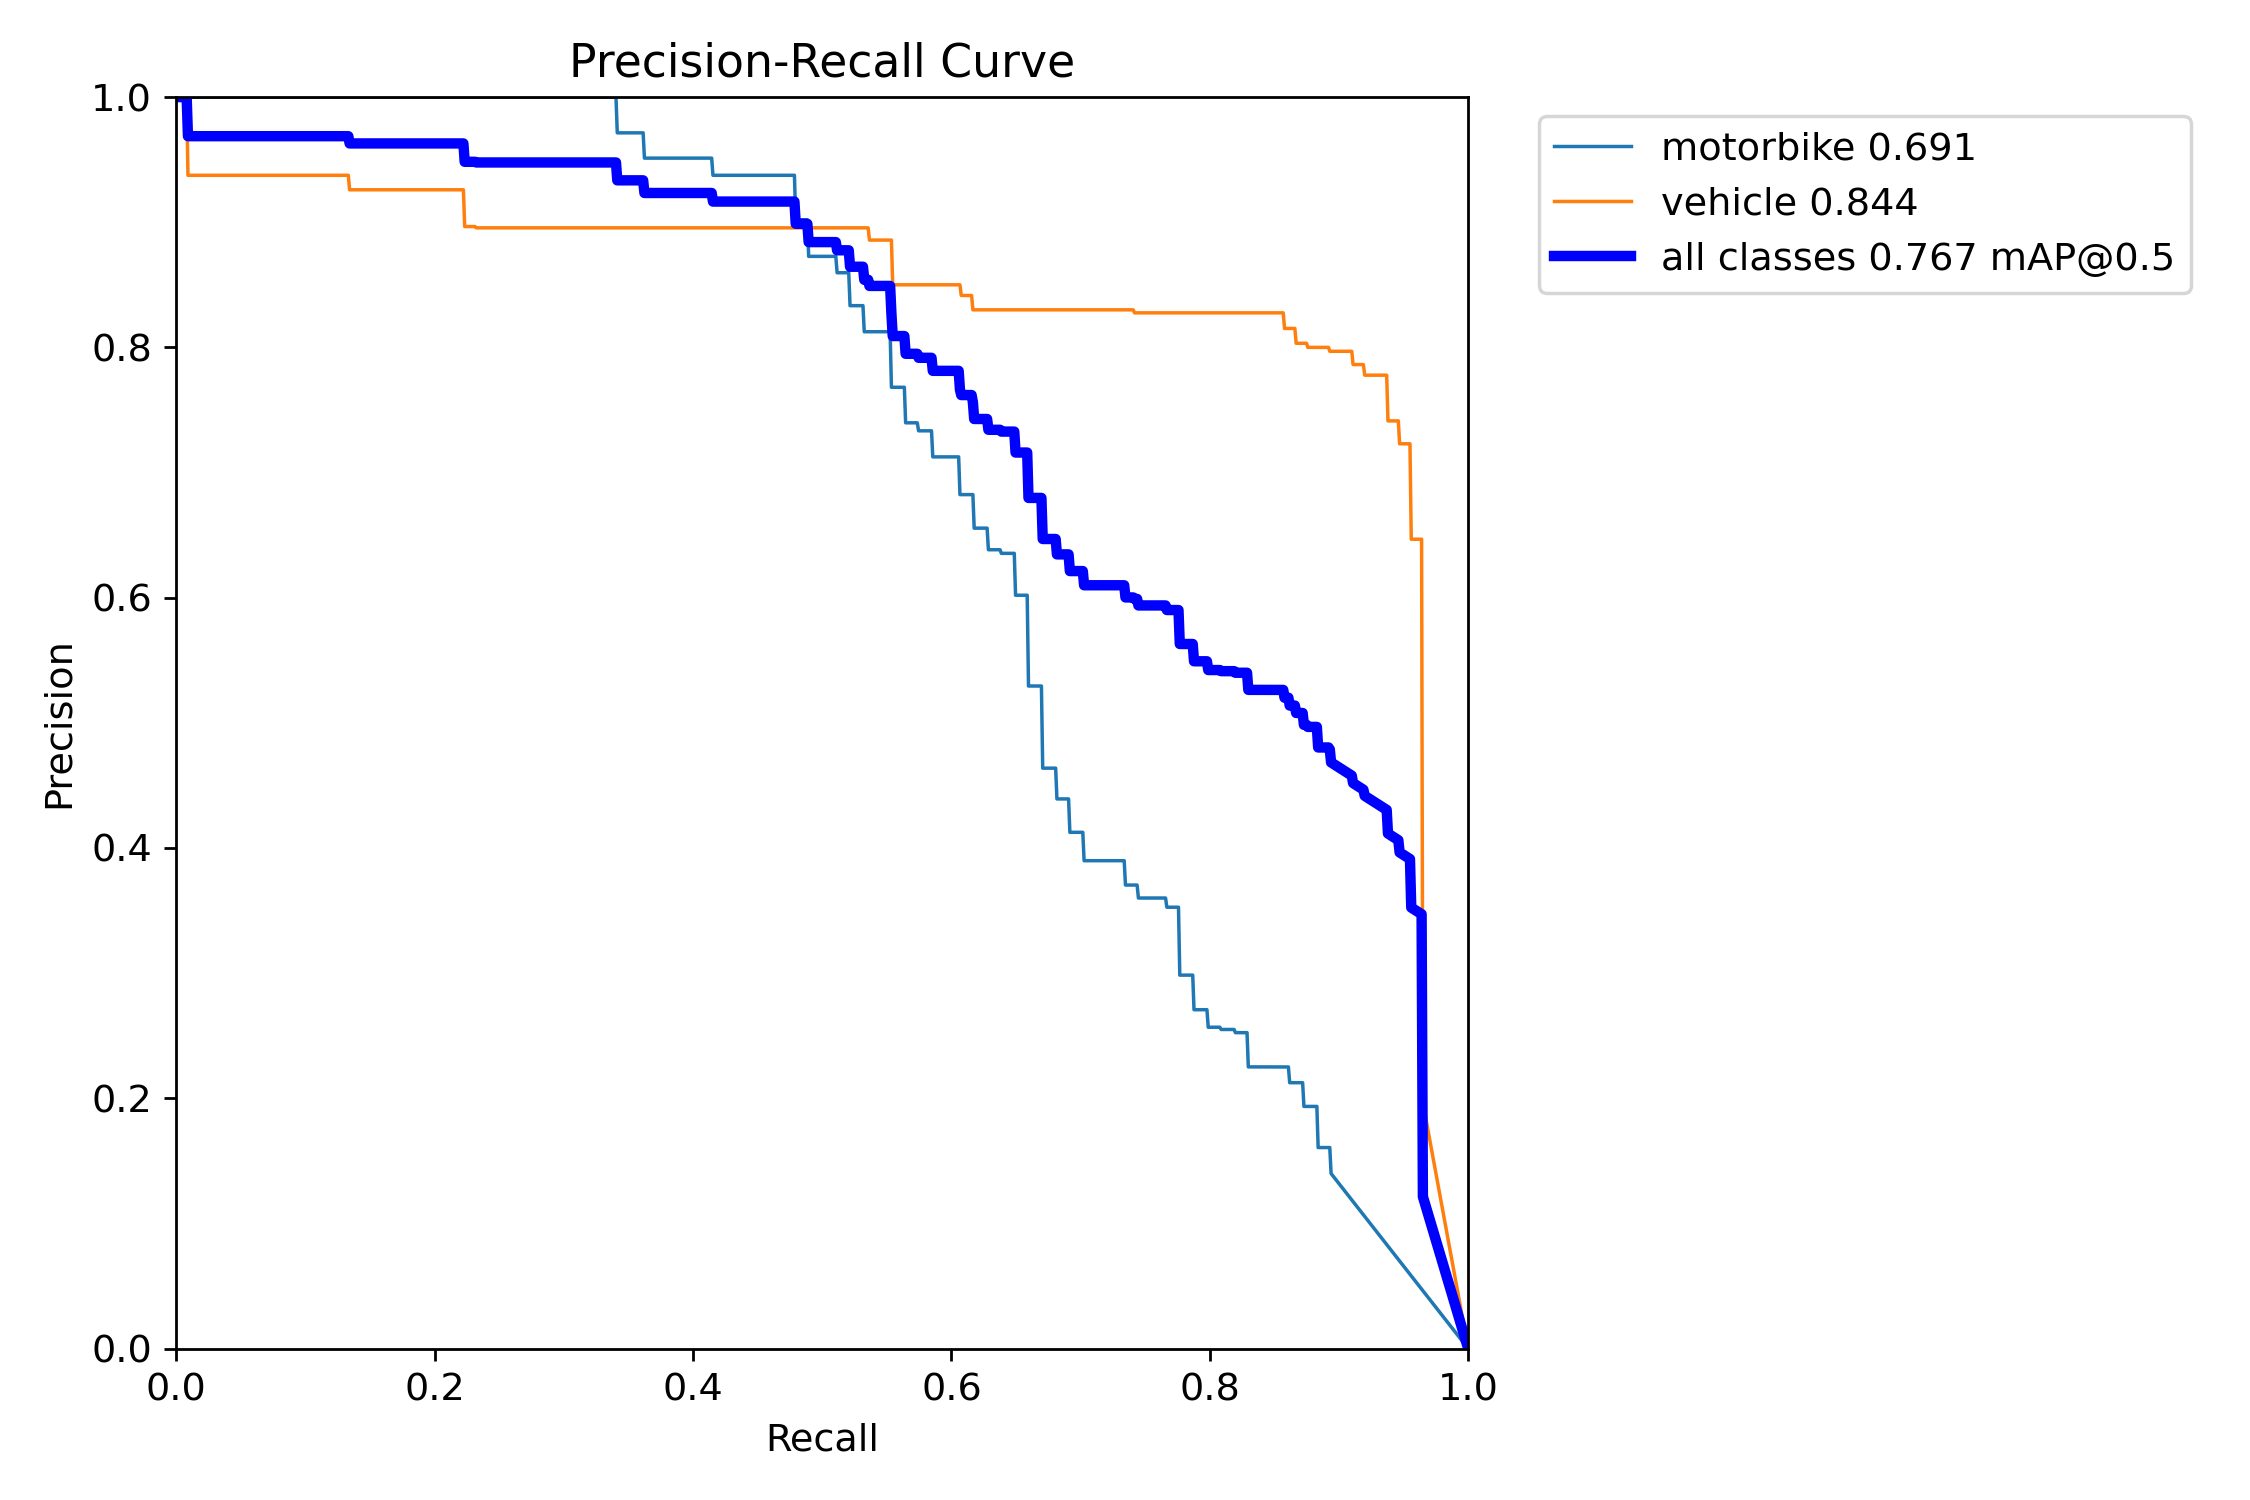 Precision-Recall Curve
motorbike 0.691
vehicle 0.844
all classes 0.767 mAP@0.5
Precision
1.0
0.8
0.6
0.4
0.2
0.0
0.0 0.2 0.4 0.6 0.8 1.0
Recall